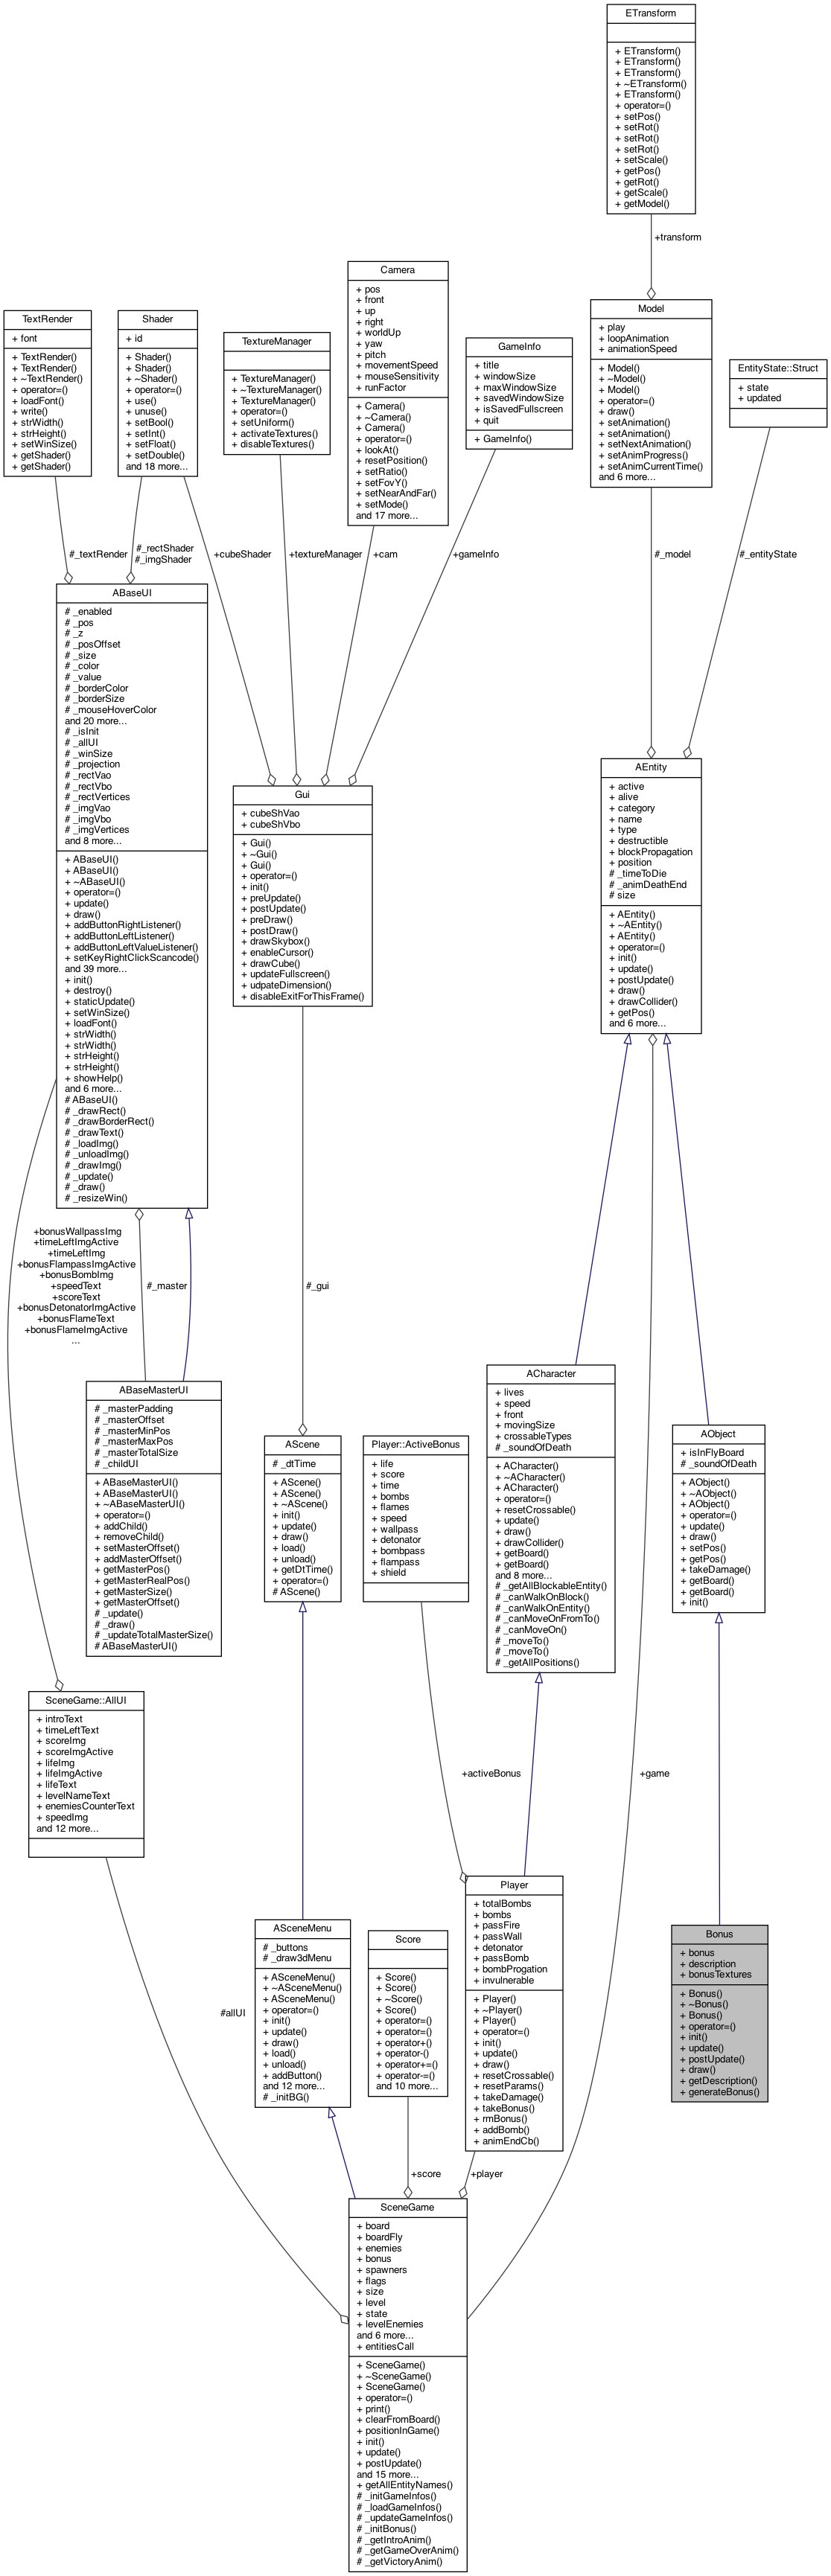 ETransform
+ ETransform()
+ ETransform()
+ ETransform()
+ ~ETransform()
+ ETransform()
+ operator=()
+ setPos()
+ setRot()
+ setRot()
+ setRot()
+ setScale()
+ getPos()
+ getRot()
+ getScale()
+ getModel()
+transform
TextRender
+ font
+ TextRender()
+ TextRender()
+ ~TextRender()
+ operator=()
+ loadFont()
+ write()
+ strWidth()
+ strHeight()
+ setWinSize()
+ getShader()
+ getShader()
Shader
+ id
+ Shader()
+ Shader()
+ ~Shader()
+ operator=()
+ use()
+ unuse()
+ setBool()
+ setInt()
+ setFloat()
+ setDouble()
and 18 more...
TextureManager
+ TextureManager()
+ ~TextureManager()
+ TextureManager()
+ operator=()
+ setUniform()
+ activateTextures()
+ disableTextures()
Camera
+ pos
+ front
+ up
+ right
+ worldUp
+ yaw
+ pitch
+ movementSpeed
+ mouseSensitivity
+ runFactor
+ Camera()
+ ~Camera()
+ Camera()
+ operator=()
+ lookAt()
+ resetPosition()
+ setRatio()
+ setFovY()
+ setNearAndFar()
+ setMode()
and 17 more...
GameInfo
+ title
+ windowSize
+ maxWindowSize
+ savedWindowSize
+ isSavedFullscreen
+ quit
+ GameInfo()
Model
+ play
+ loopAnimation
+ animationSpeed
+ Model()
+ ~Model()
+ Model()
+ operator=()
+ draw()
+ setAnimation()
+ setAnimation()
+ setNextAnimation()
+ setAnimProgress()
+ setAnimCurrentTime()
and 6 more...
EntityState::Struct
+ state
+ updated
#_textRender
#_rectShader
#_imgShader
+cubeShader
+textureManager
+cam
+gameInfo
#_model
#_entityState
ABaseUI
# _enabled
# _pos
# _z
# _posOffset
# _size
# _color
# _value
# _borderColor
# _borderSize
# _mouseHoverColor
and 20 more...
# _isInit
# _allUI
# _winSize
# _projection
# _rectVao
# _rectVbo
# _rectVertices
# _imgVao
# _imgVbo
# _imgVertices
and 8 more...
+ ABaseUI()
+ ABaseUI()
+ ~ABaseUI()
+ operator=()
+ update()
+ draw()
+ addButtonRightListener()
+ addButtonLeftListener()
+ addButtonLeftValueListener()
+ setKeyRightClickScancode()
and 39 more...
+ init()
+ destroy()
+ staticUpdate()
+ setWinSize()
+ loadFont()
+ strWidth()
+ strWidth()
+ strHeight()
+ strHeight()
+ showHelp()
and 6 more...
# ABaseUI()
# _drawRect()
# _drawBorderRect()
# _drawText()
# _loadImg()
# _unloadImg()
# _drawImg()
# _update()
# _draw()
# _resizeWin()
Gui
+ cubeShVao
+ cubeShVbo
+ Gui()
+ ~Gui()
+ Gui()
+ operator=()
+ init()
+ preUpdate()
+ postUpdate()
+ preDraw()
+ postDraw()
+ drawSkybox()
+ enableCursor()
+ drawCube()
+ updateFullscreen()
+ udpateDimension()
+ disableExitForThisFrame()
AEntity
+ active
+ alive
+ category
+ name
+ type
+ destructible
+ blockPropagation
+ position
# _timeToDie
# _animDeathEnd
# size
+ AEntity()
+ ~AEntity()
+ AEntity()
+ operator=()
+ init()
+ update()
+ postUpdate()
+ draw()
+ drawCollider()
+ getPos()
and 6 more...
+bonusWallpassImg
+timeLeftImgActive
+timeLeftImg
+bonusFlampassImgActive
+bonusBombImg
+speedText
+scoreText
+bonusDetonatorImgActive
+bonusFlameText
+bonusFlameImgActive
...
#_master
#_gui
ABaseMasterUI
# _masterPadding
# _masterOffset
# _masterMinPos
# _masterMaxPos
# _masterTotalSize
# _childUI
+ ABaseMasterUI()
+ ABaseMasterUI()
+ ~ABaseMasterUI()
+ operator=()
+ addChild()
+ removeChild()
+ setMasterOffset()
+ addMasterOffset()
+ getMasterPos()
+ getMasterRealPos()
+ getMasterSize()
+ getMasterOffset()
# _update()
# _draw()
# _updateTotalMasterSize()
# ABaseMasterUI()
AScene
# _dtTime
+ AScene()
+ AScene()
+ ~AScene()
+ init()
+ update()
+ draw()
+ load()
+ unload()
+ getDtTime()
+ operator=()
# AScene()
Player::ActiveBonus
+ life
+ score
+ time
+ bombs
+ flames
+ speed
+ wallpass
+ detonator
+ bombpass
+ flampass
+ shield
ACharacter
+ lives
+ speed
+ front
+ movingSize
+ crossableTypes
# _soundOfDeath
+ ACharacter()
+ ~ACharacter()
+ ACharacter()
+ operator=()
+ resetCrossable()
+ update()
+ draw()
+ drawCollider()
+ getBoard()
+ getBoard()
and 8 more...
# _getAllBlockableEntity()
# _canWalkOnBlock()
# _canWalkOnEntity()
# _canMoveOnFromTo()
# _canMoveOn()
# _moveTo()
# _moveTo()
# _getAllPositions()
AObject
+ isInFlyBoard
# _soundOfDeath
+ AObject()
+ ~AObject()
+ AObject()
+ operator=()
+ update()
+ draw()
+ setPos()
+ getPos()
+ takeDamage()
+ getBoard()
+ getBoard()
+ init()
SceneGame::AllUI
+ introText
+ timeLeftText
+ scoreImg
+ scoreImgActive
+ lifeImg
+ lifeImgActive
+ lifeText
+ levelNameText
+ enemiesCounterText
+ speedImg
and 12 more...
+activeBonus
+game
#allUI
ASceneMenu
# _buttons
# _draw3dMenu
+ ASceneMenu()
+ ~ASceneMenu()
+ ASceneMenu()
+ operator=()
+ init()
+ update()
+ draw()
+ load()
+ unload()
+ addButton()
and 12 more...
# _initBG()
Score
+ Score()
+ Score()
+ ~Score()
+ Score()
+ operator=()
+ operator=()
+ operator+()
+ operator-()
+ operator+=()
+ operator-=()
and 10 more...
Player
+ totalBombs
+ bombs
+ passFire
+ passWall
+ detonator
+ passBomb
+ bombProgation
+ invulnerable
+ Player()
+ ~Player()
+ Player()
+ operator=()
+ init()
+ update()
+ draw()
+ resetCrossable()
+ resetParams()
+ takeDamage()
+ takeBonus()
+ rmBonus()
+ addBomb()
+ animEndCb()
Bonus
+ bonus
+ description
+ bonusTextures
+ Bonus()
+ ~Bonus()
+ Bonus()
+ operator=()
+ init()
+ update()
+ postUpdate()
+ draw()
+ getDescription()
+ generateBonus()
+score
+player
SceneGame
+ board
+ boardFly
+ enemies
+ bonus
+ spawners
+ flags
+ size
+ level
+ state
+ levelEnemies
and 6 more...
+ entitiesCall
+ SceneGame()
+ ~SceneGame()
+ SceneGame()
+ operator=()
+ print()
+ clearFromBoard()
+ positionInGame()
+ init()
+ update()
+ postUpdate()
and 15 more...
+ getAllEntityNames()
# _initGameInfos()
# _loadGameInfos()
# _updateGameInfos()
# _initBonus()
# _getIntroAnim()
# _getGameOverAnim()
# _getVictoryAnim()